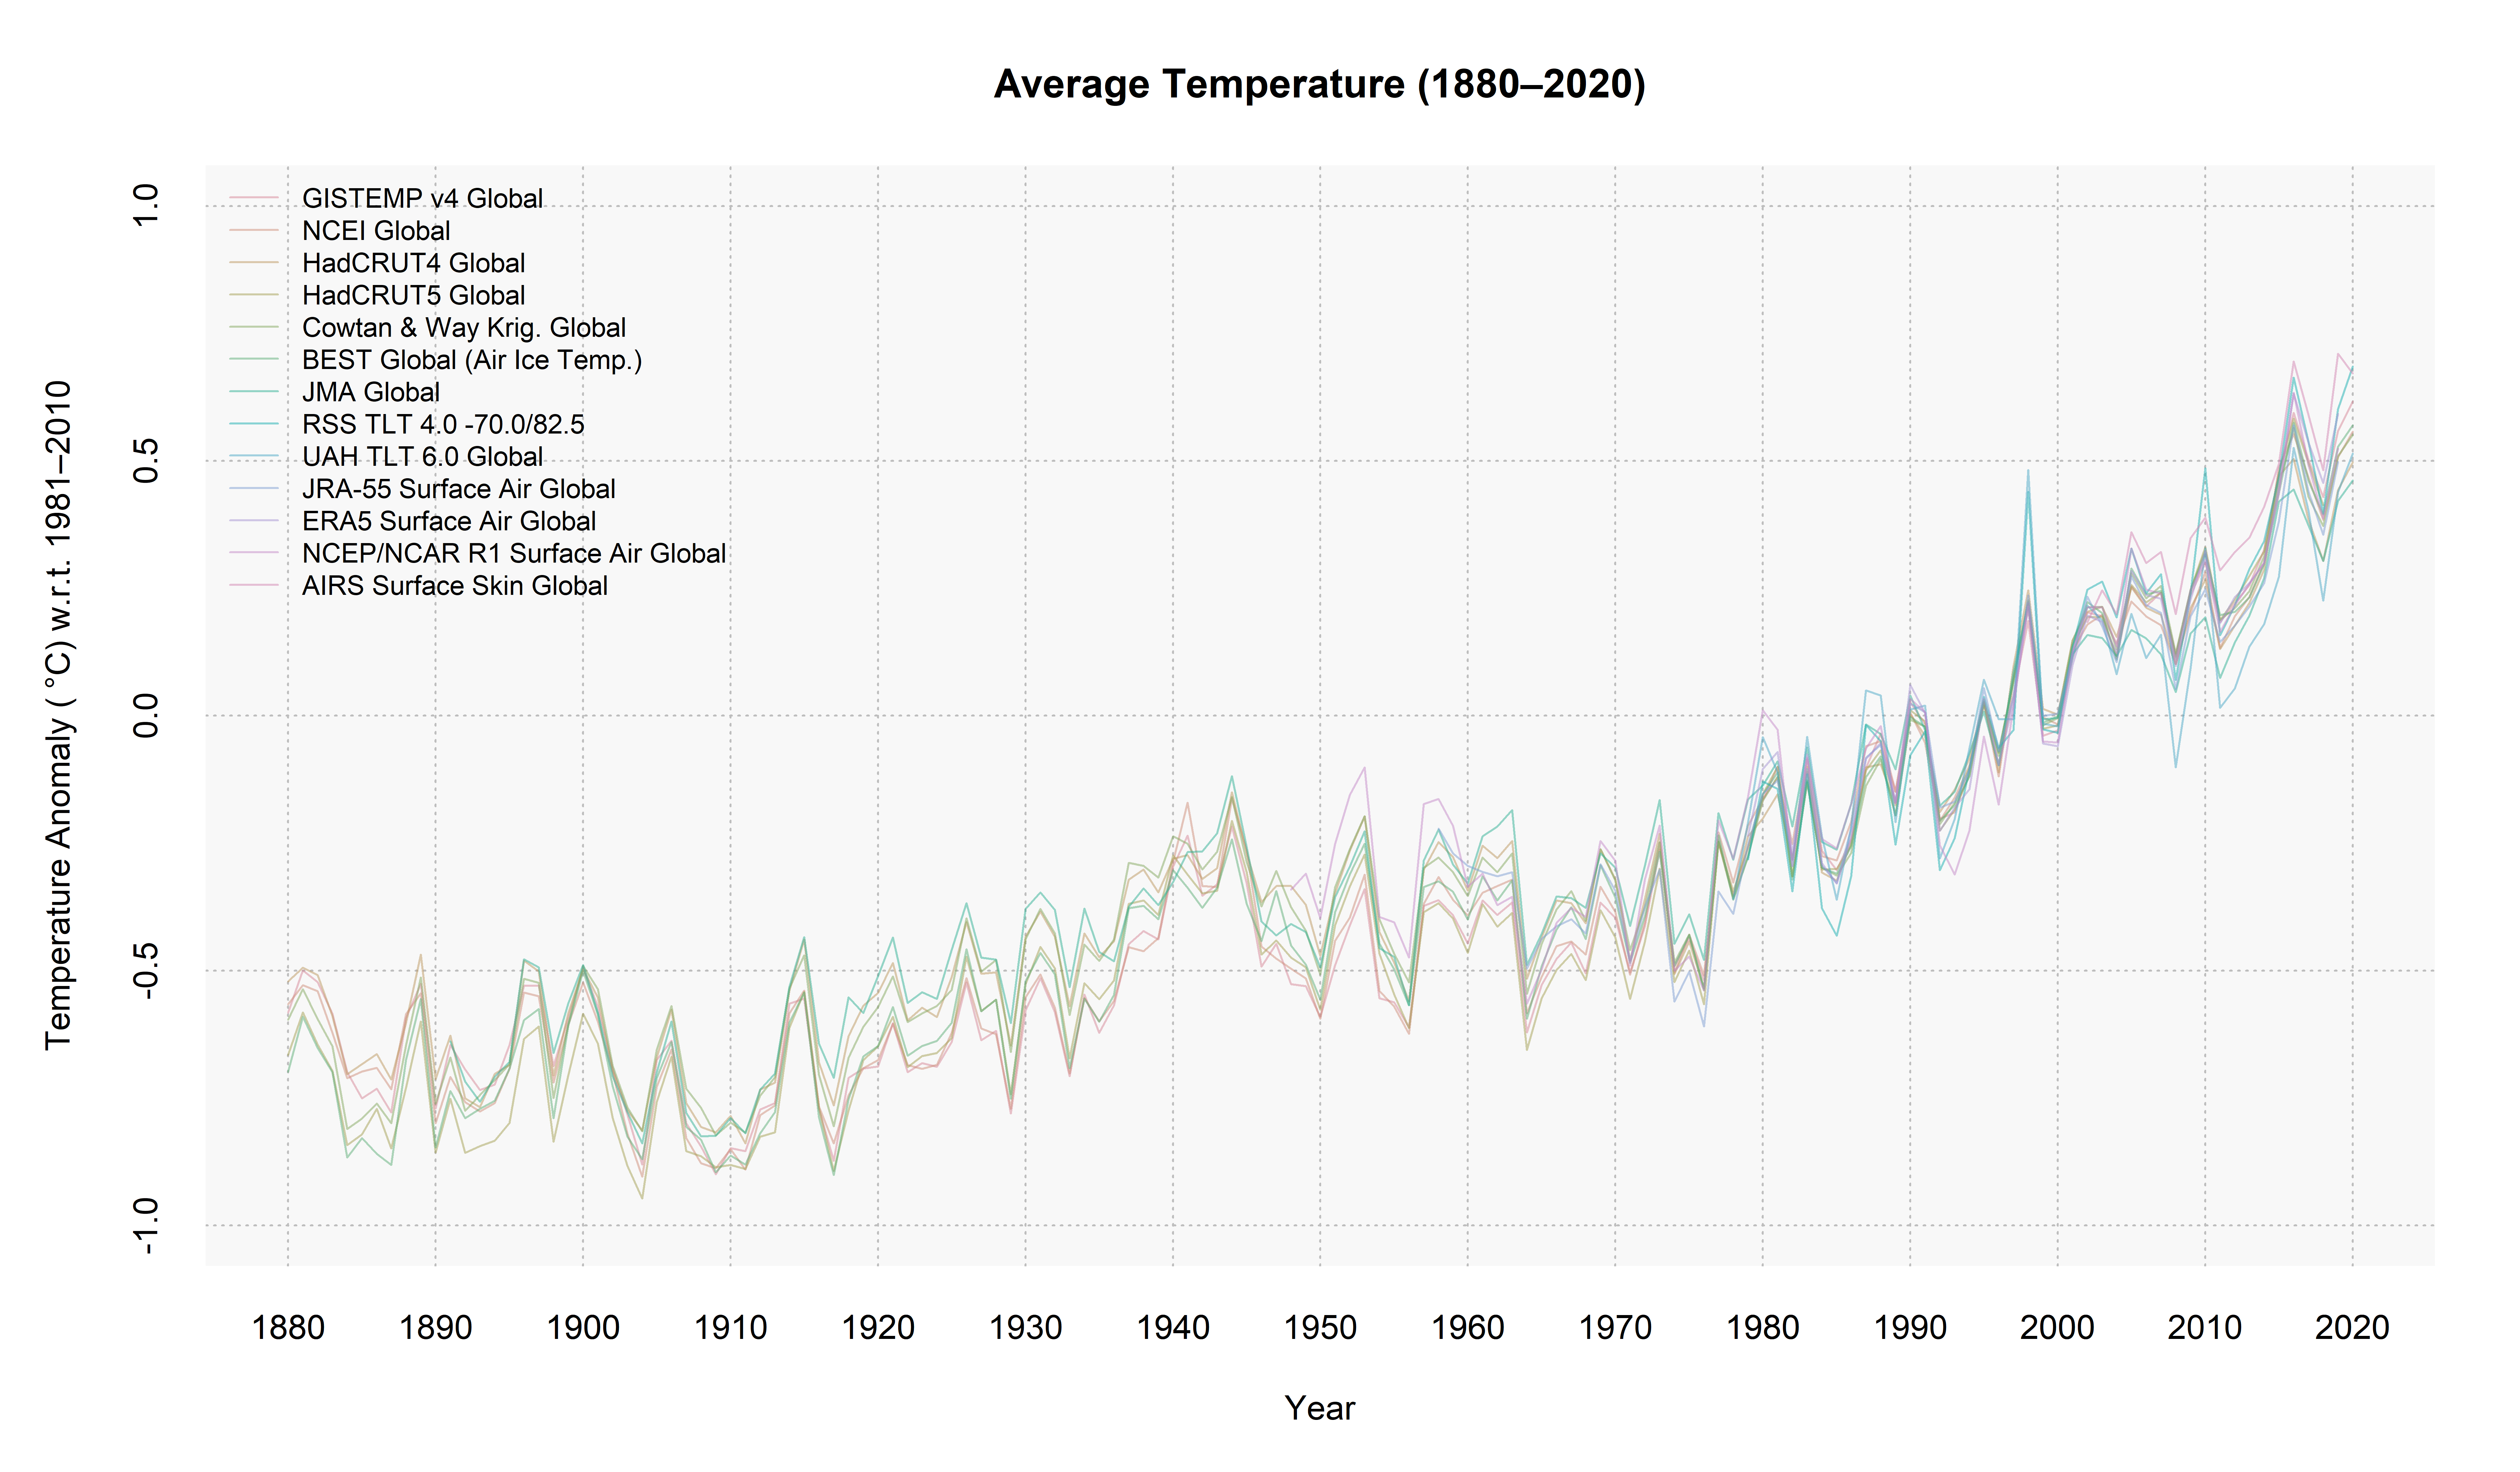 Average Temperature (1880–2020)
Temperature Anomaly ( °C) w.r.t. 1981–2010
1.0
0.5
0.0
-0.5
-1.0
GISTEMP v4 Global
NCEI Global
HadCRUT4 Global
HadCRUT5 Global
Cowtan & Way Krig. Global
BEST Global (Air Ice Temp.)
JMA Global
RSS TLT 4.0 -70.0/82.5
UAH TLT 6.0 Global
JRA-55 Surface Air Global
ERA5 Surface Air Global
NCEP/NCAR R1 Surface Air Global
AIRS Surface Skin Global
1880 1890 1900 1910 1920 1930 1940 1950 1960 1970 1980 1990 2000 2010 2020
Year